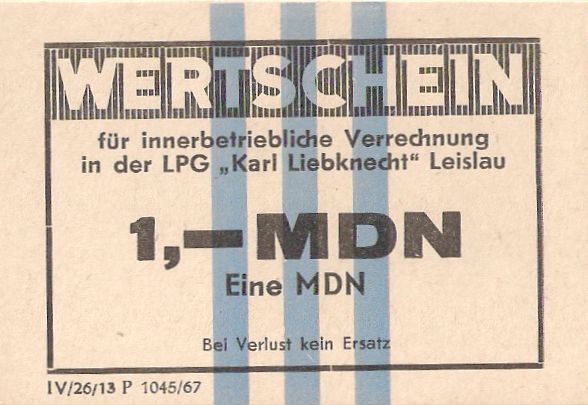 WERTSCHEIN
für innerbetriebliche Verrechnung
in der LPG „Karl Liebknecht“ Leislau
1,— MDN
Eine MDN
Bei Verlust kein Ersatz
IV/26/13 P 1045/67